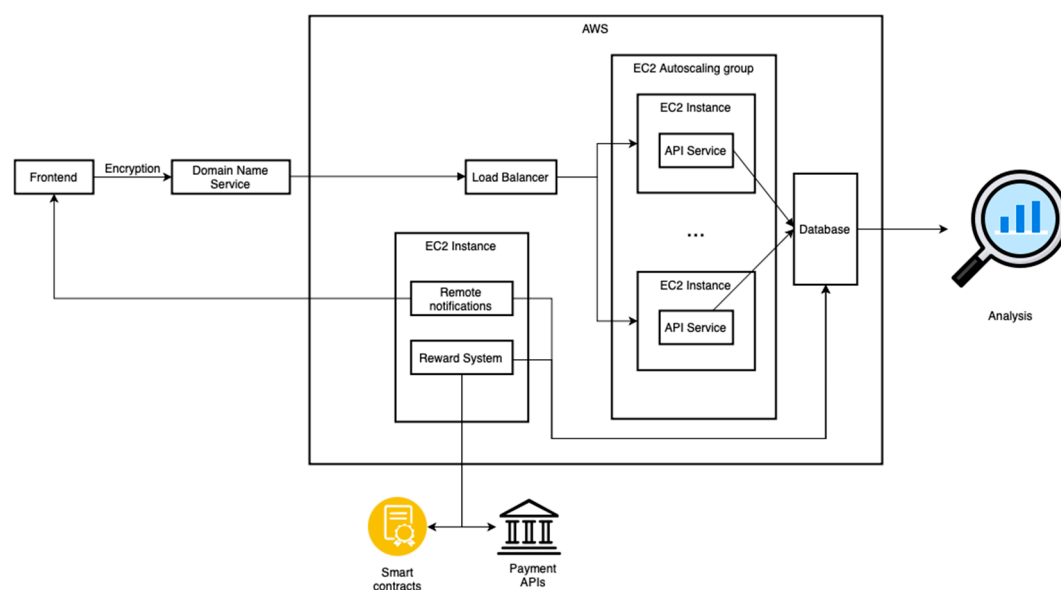 AWS
EC2 Autoscaling group
EC2 Instance
API Service
Frontend
Encryption
Domain Name
Service
Load Balancer
...
Database
EC2 Instance
Remote
notifications
Reward System
EC2 Instance
API Service
Analysis
Smart
contracts
Payment
APIs